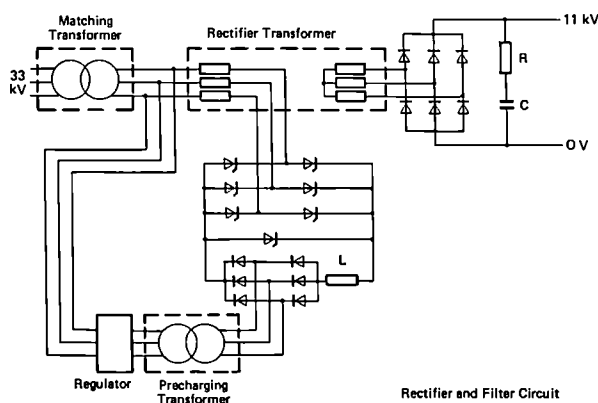 Matching
Transformer
Rectifier Transformer
11 kV
33
kV
R
C
0 V
L
Regulator
Precharging
Transformer
Rectifier and Filter Circuit